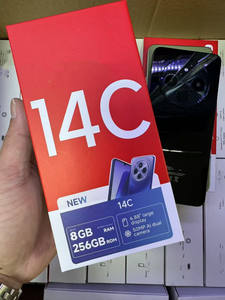 14C
NEW
8GB RAM
256GB ROM
14C
6.88" large
display
50MP AI dual
camera